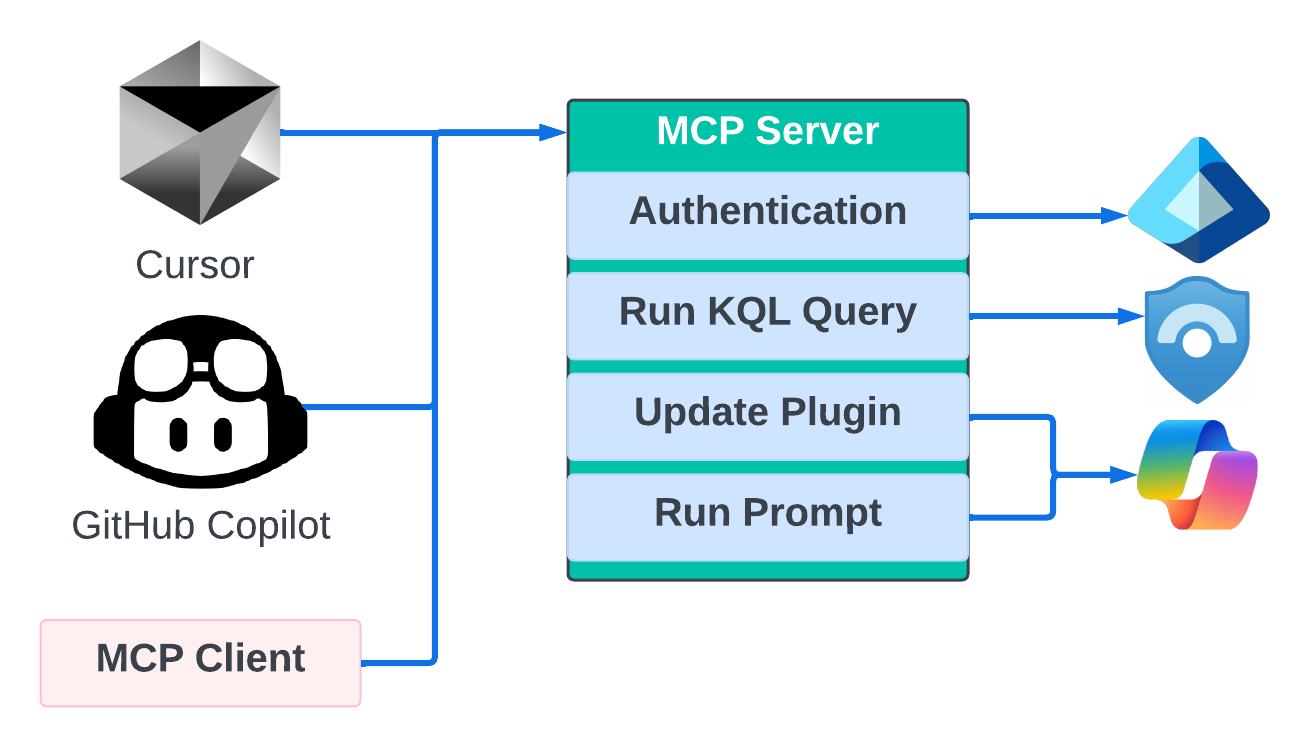 Cursor
GitHub Copilot
MCP Client
MCP Server
Authentication
Run KQL Query
Update Plugin
Run Prompt